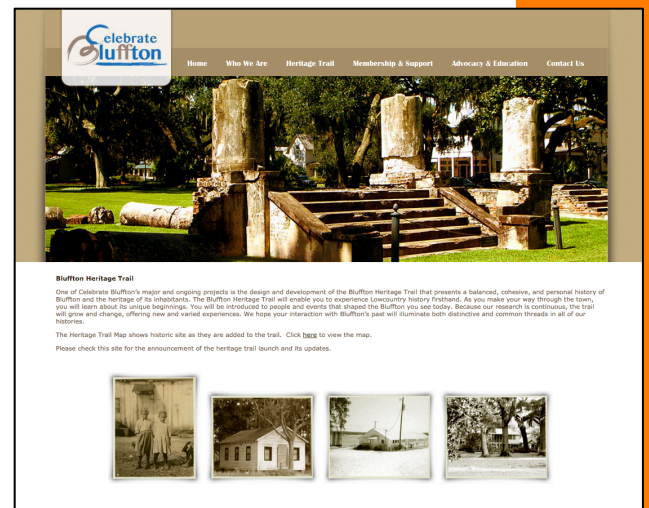 Celebrate
Bluffton
Home Who We Are Heritage Trail Membership & Support Advocacy & Education Contact Us
Bluffton Heritage Trail
One of Celebrate Bluffton's major and ongoing projects is the design and development of the Bluffton Heritage Trail that presents a balanced, cohesive, and personal history of
Bluffton and the heritage of its inhabitants. The Bluffton Heritage Trail will enable you to experience Lowcountry history firsthand. As you make your way through the town,
you will learn about its unique beginnings. You will be introduced to people and events that shaped the Bluffton you see today. Because our research is continuous, the trail
will grow and change, offering new and varied experiences. We hope your interaction with Bluffton's past will illuminate both distinctive and common threads in all of our
histories.
The Heritage Trail Map shows historic site as they are added to the trail. Click here to view the map.
Please check this site for the announcement of the heritage trail launch and its updates.